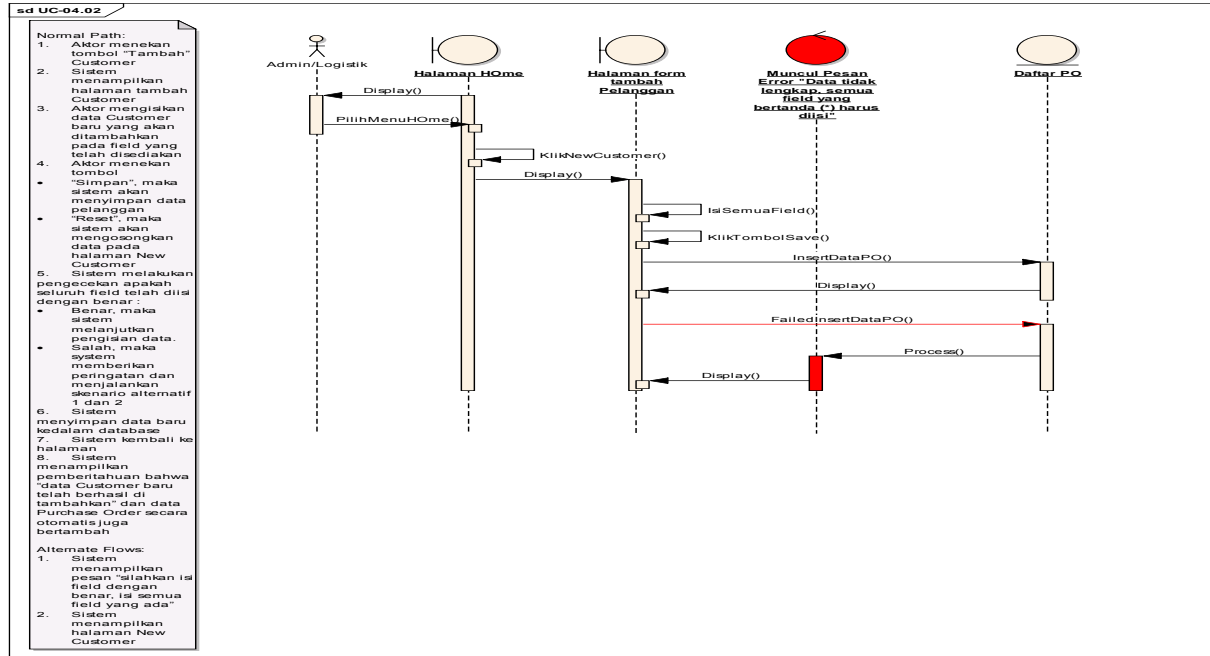 sd UC-04.02
Normal Path:
1. Aktor menekan
tombol "Tambah"
Customer
2. Sistem
menampilkan
halaman tambah
Customer
3. Aktor mengisikan
data Customer
baru yang akan
ditambahkan
pada field yang
telah disediakan
4. Aktor menekan
tombol
• "Simpan", maka
sistem akan
menyimpan data
pelanggan
• "Reset", maka
sistem akan
mengosongkan
data pada
halaman New
Customer
5. Sistem melakukan
pengecekan apakah
seluruh field telah diisi
dengan benar :
• Benar, maka
sistem
melanjutkan
pengisian data.
• Salah, maka
system
memberikan
peringatan dan
menjalankan
skenario alternatif
1 dan 2
6. Sistem
menyimpan data baru
kedalam database
7. Sistem kembali ke
halaman
8. Sistem
menampilkan
pemberitahuan bahwa
"data Customer baru
telah berhasil di
tambahkan" dan data
Purchase Order secara
otomatis juga
bertambah
Alternate Flows:
1. Sistem
menampilkan
pesan "silahkan isi
field dengan
benar, isi semua
field yang ada"
2. Sistem
menampilkan
halaman New
Customer
Admin/Logistik
Halaman HOme
Halaman form
tambah
Pelanggan
Muncul Pesan
Error "Data tidak
lengkap, semua
field yang
bertanda (*) harus
diisi"
Daftar PO
Display()
PilihMenuHOme()
KlikNewCustomer()
Display()
IsiSemuaField()
KlikTombolSave()
InsertDataPO()
Display()
FailedInsertDataPO()
Process()
Display()